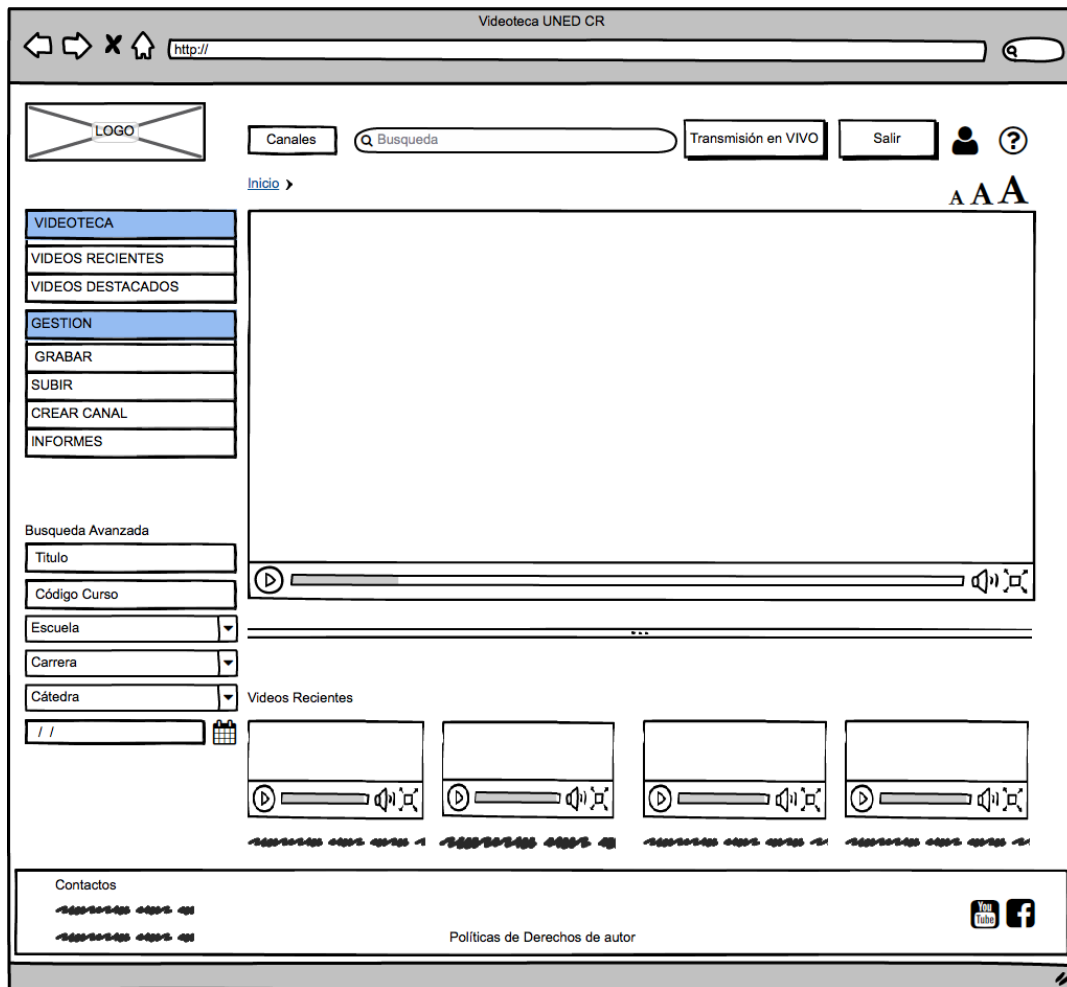 Videoteca UNED CR
http://
LOGO
Canales
Busqueda
Transmisión en VIVO
Salir
?
Inicio
A A A
VIDEOTECA
VIDEOS RECIENTES
VIDEOS DESTACADOS
GESTION
GRABAR
SUBIR
CREAR CANAL
INFORMES
Busqueda Avanzada
Titulo
Código Curso
Escuela
Carrera
Cátedra
/ /
Videos Recientes
Contactos
You
Tube
f
Políticas de Derechos de autor